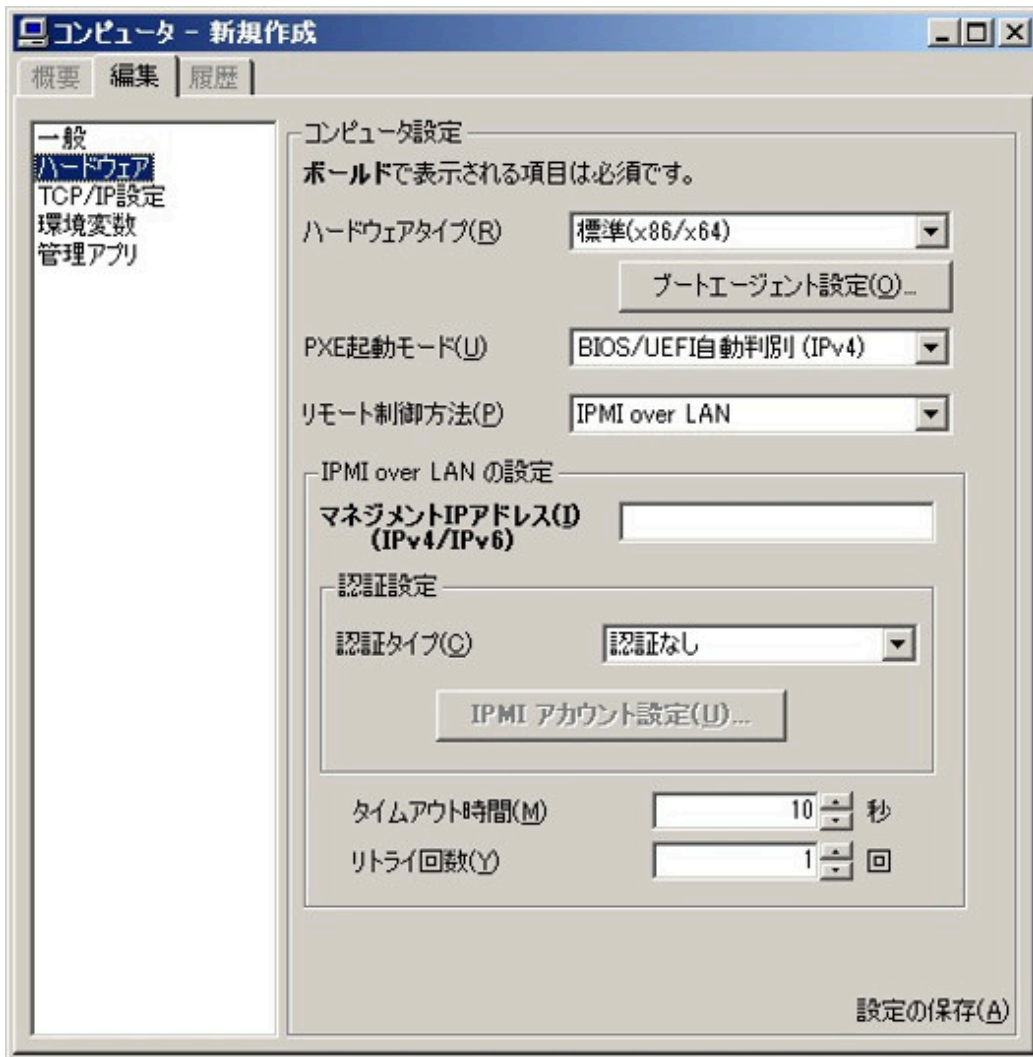 コンピュータ - 新規作成
概要 編集 履歴
一般
ハードウェア
TCP/IP設定
環境変数
管理アプリ
コンピュータ設定
ボールドで表示される項目は必須です。
ハードウェアタイプ(R) 標準(x86/x64)
ブートエージェント設定(O)...
PXE起動モード(U) BIOS/UEFI自動判別 (IPv4)
リモート制御方法(P) IPMI over LAN
IPMI over LAN の設定
マネジメントIPアドレス(I)
(IPv4/IPv6)
認証設定
認証タイプ(C) 認証なし
IPMI アカウント設定(U)...
タイムアウト時間(M) 10 秒
リトライ回数(Y) 1 回
設定の保存(A)